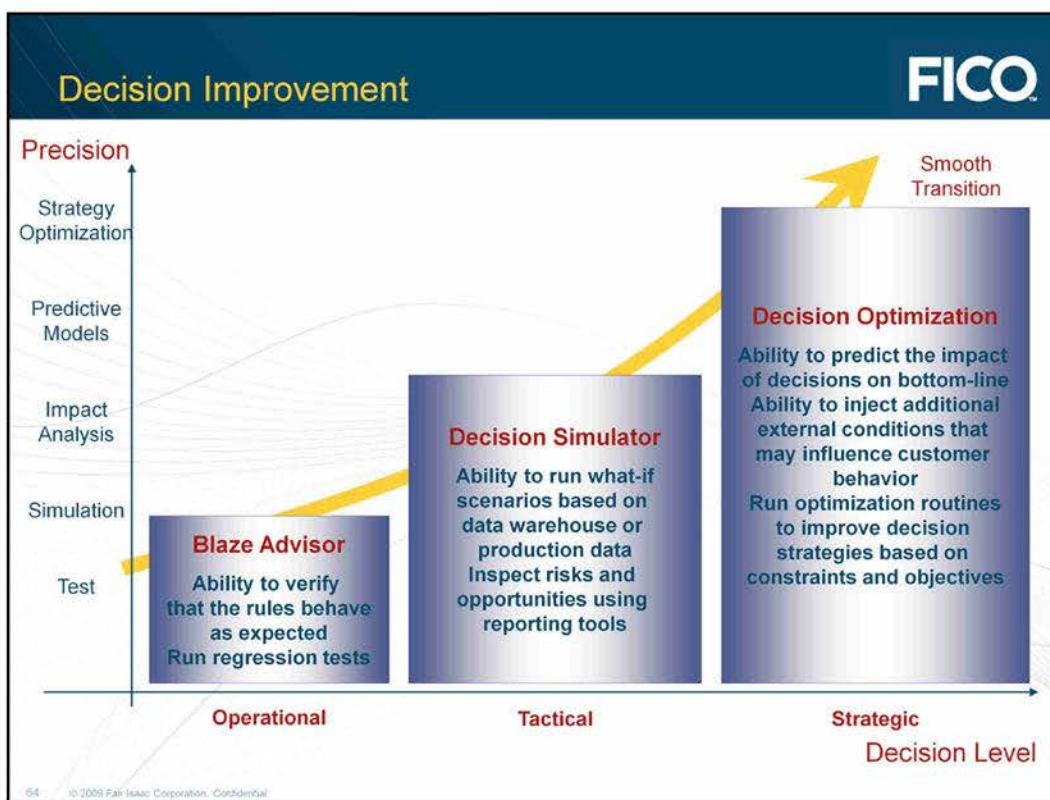 Decision Improvement
FICO™
Precision
Strategy
Optimization
Predictive
Models
Impact
Analysis
Simulation
Test
Smooth
Transition
Blaze Advisor
Ability to verify
that the rules behave
as expected
Run regression tests
Decision Simulator
Ability to run what-if
scenarios based on
data warehouse or
production data
Inspect risks and
opportunities using
reporting tools
Decision Optimization
Ability to predict the impact
of decisions on bottom-line
Ability to inject additional
external conditions that
may influence customer
behavior
Run optimization routines
to improve decision
strategies based on
constraints and objectives
Operational
Tactical
Strategic
Decision Level
64 © 2009 Fair Isaac Corporation. Confidential.